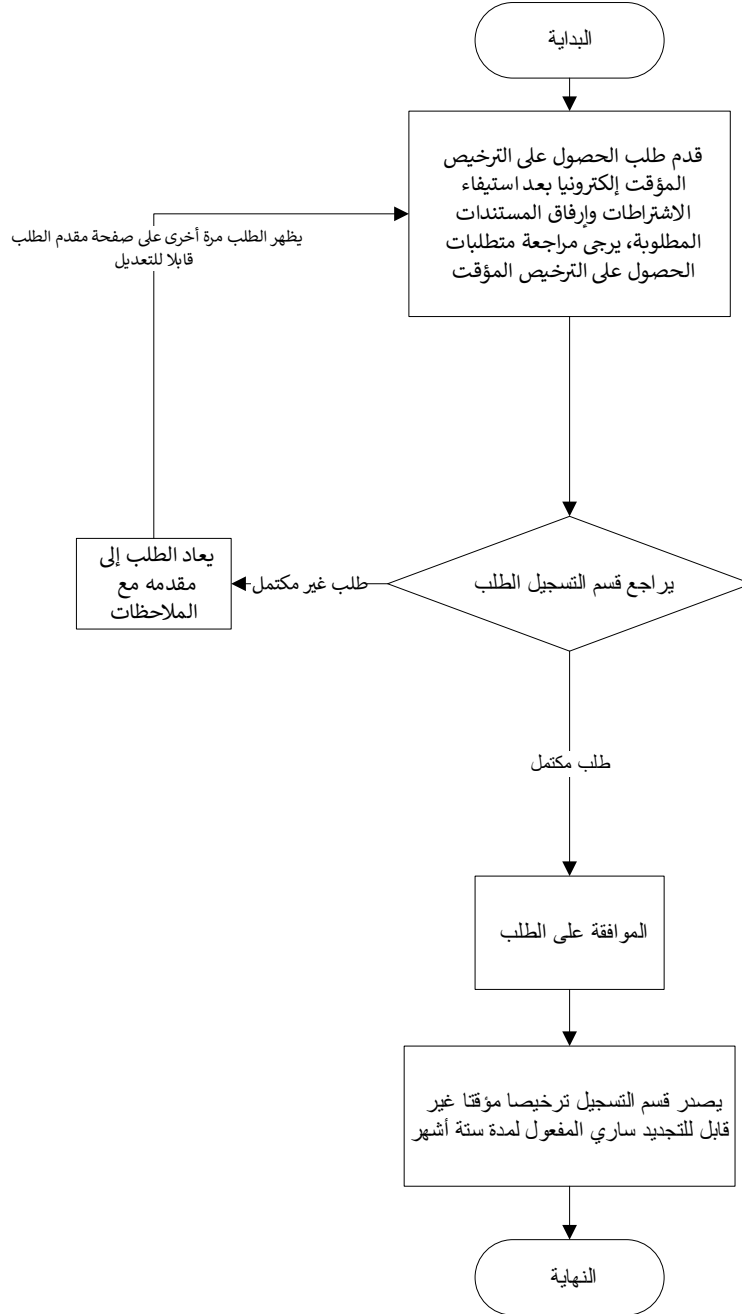 البداية
قدم طلب الحصول على الترخيص
المؤقت إلكترونيا بعد استيفاء
الاشتراطات وإرفاق المستندات
المطلوبة، يرجى مراجعة متطلبات
الحصول على الترخيص المؤقت
يظهر الطلب مرة أخرى على صفحة مقدم الطلب
قابلا للتعديل
يراجع قسم التسجيل الطلب
طلب غير مكتمل
يعاد الطلب إلى
مقدمه مع
الملاحظات
طلب مكتمل
الموافقة على الطلب
يصدر قسم التسجيل ترخيصا مؤقتا غير
قابل للتجديد ساري المفعول لمدة ستة أشهر
النهاية